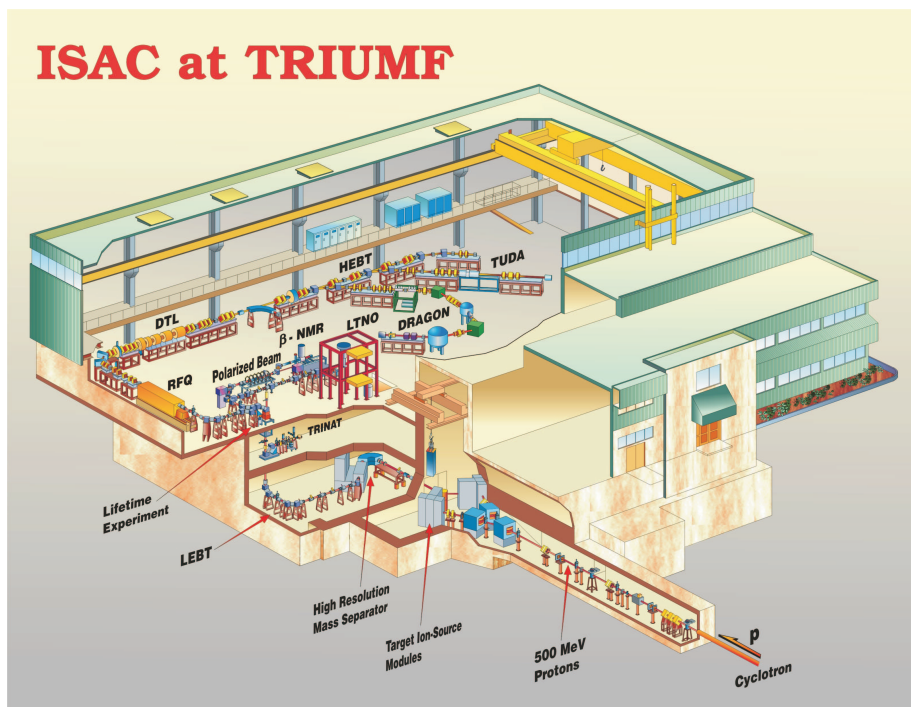 ISAC at TRIUMF
HEBT
TUDA
DTL
β - NMR
LTNO
DRAGON
Polarized Beam
RFQ
TRINAT
Lifetime
Experiment
LEBT
High Resolution
Mass Separator
Target Ion-Source
Modules
500 MeV
Protons
p
Cyclotron